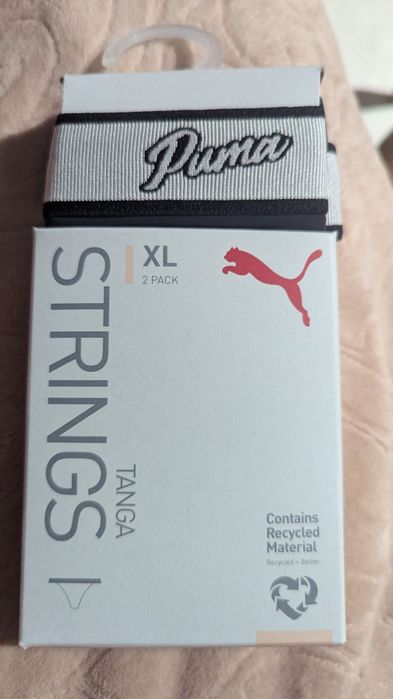 Puma
XL
2 PACK
STRINGS
TANGA
Contains
Recycled
Material
Recycled = Better.